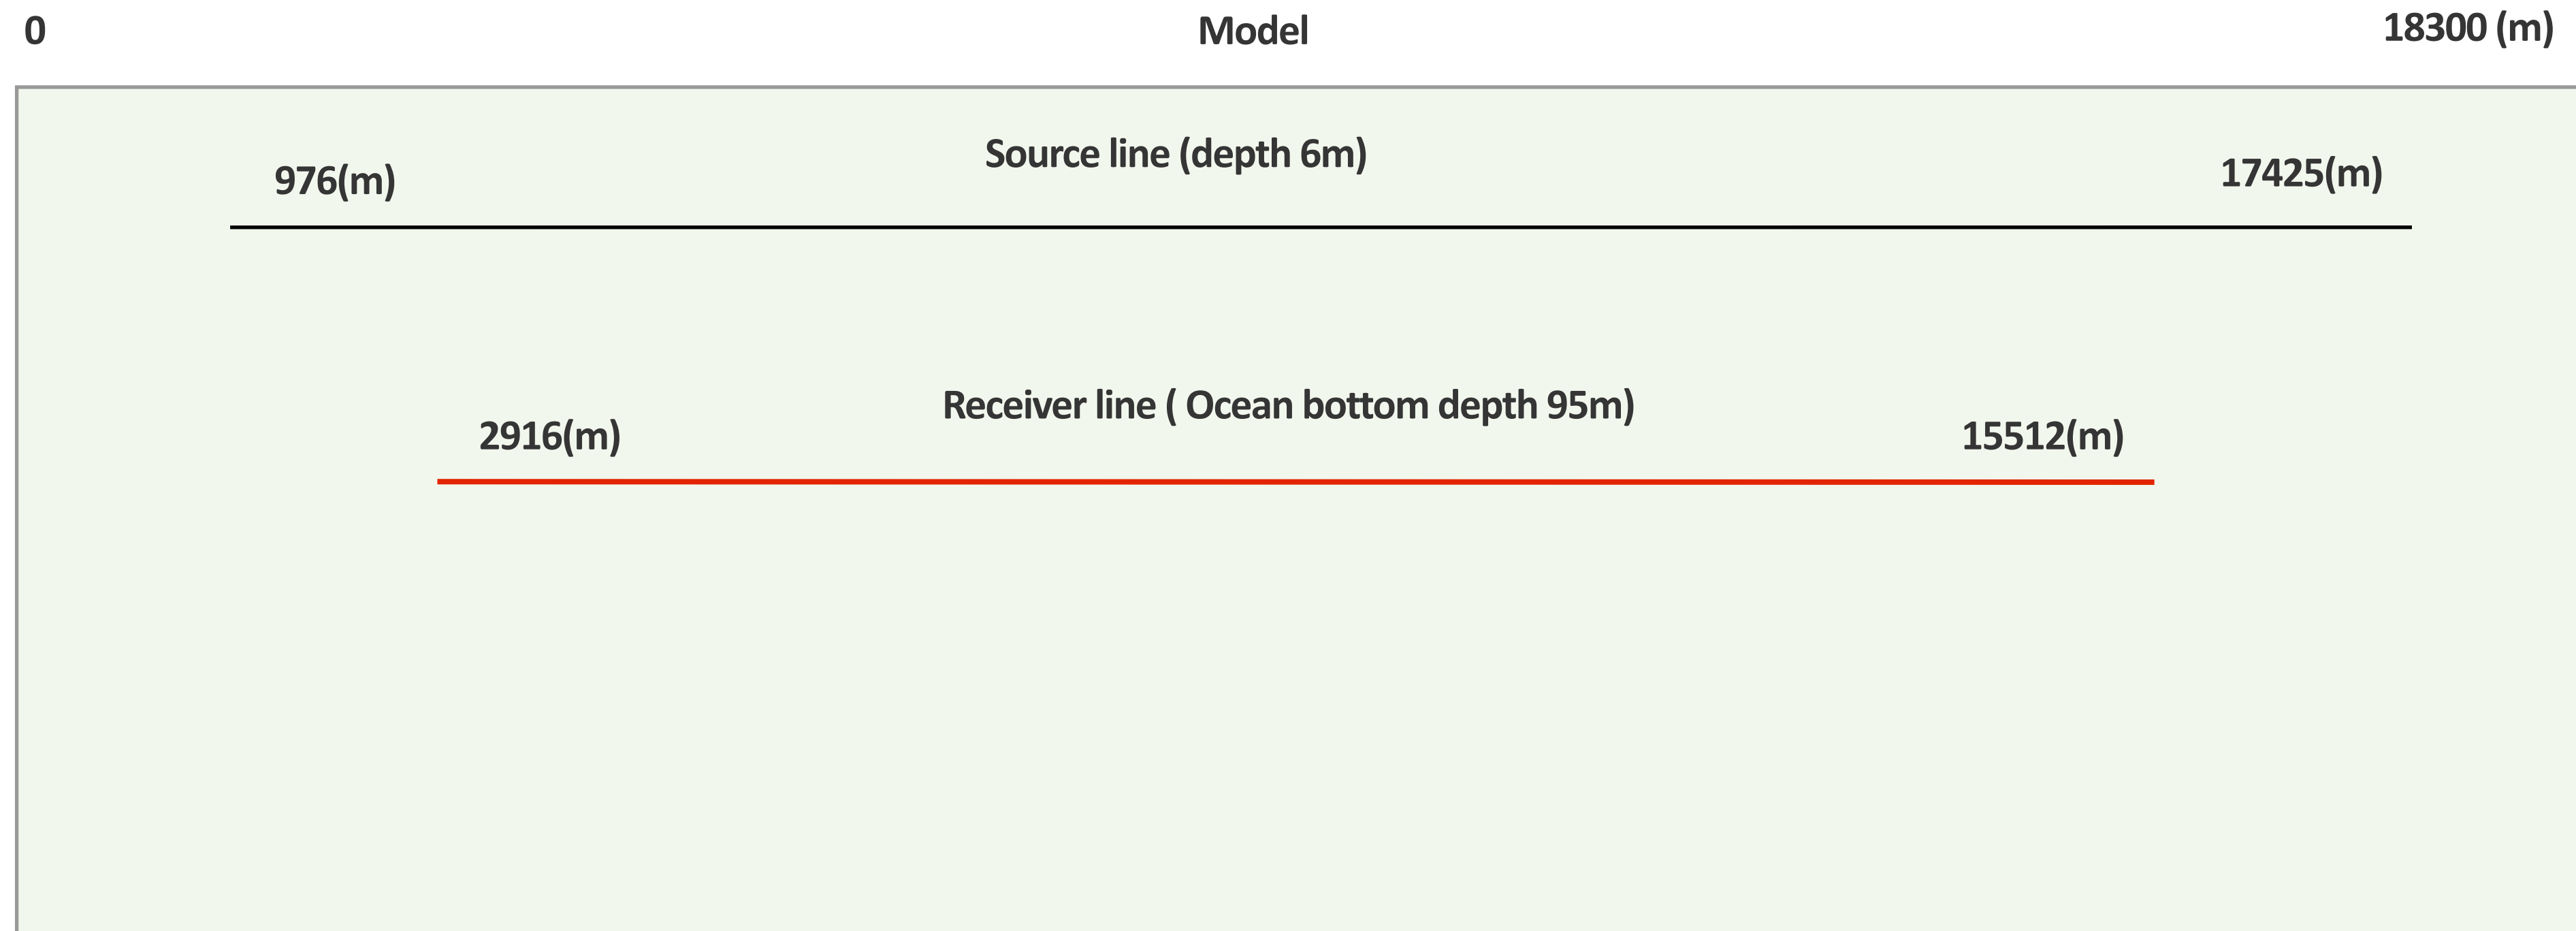 0 Model 18300 (m)
Source line (depth 6m)
976(m) 17425(m)
Receiver line ( Ocean bottom depth 95m)
2916(m) 15512(m)